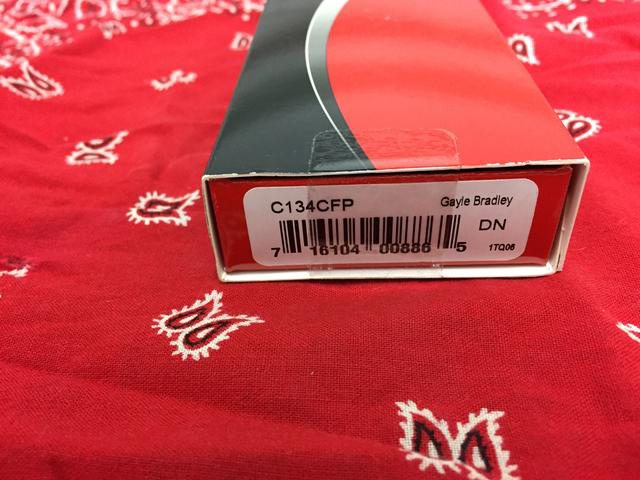 C134CFP Gayle Bradley
DN
7 16104 00886 5 1TQ06